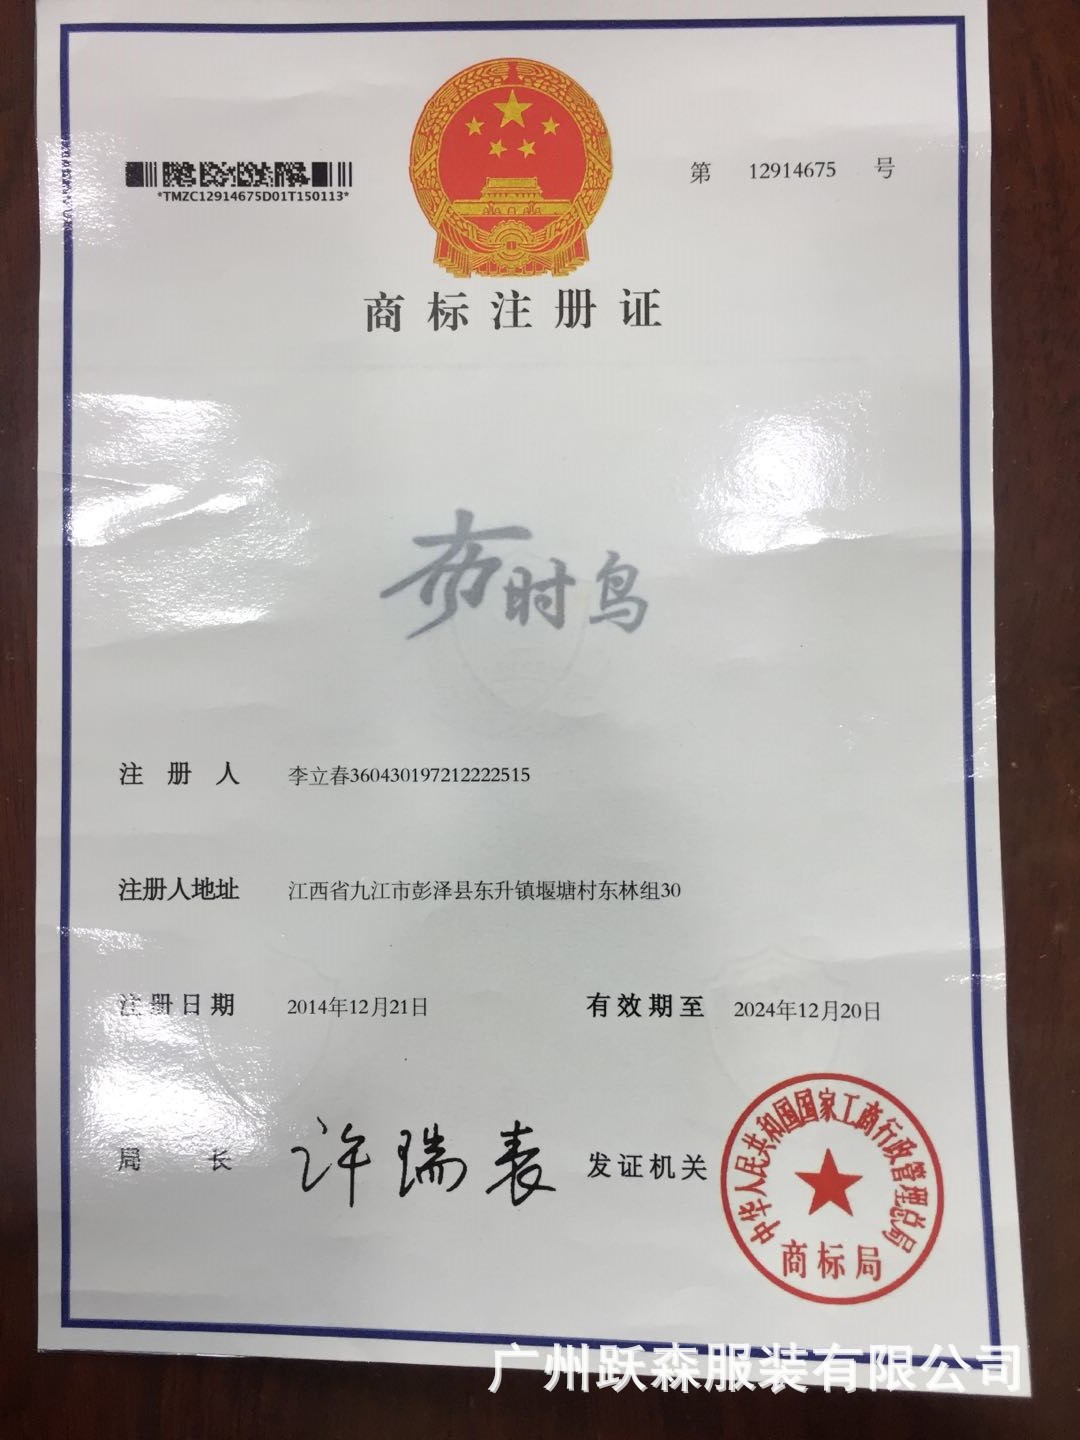 *TMZC12914675D01T150113*
第 12914675 号
商标注册证
布时鸟
注册人 李立春360430197212222515
注册人地址 江西省九江市彭泽县东升镇堰塘村东林组30
注册日期 2014年12月21日 有效期至 2024年12月20日
局长 许瑞表 发证机关
中华人民共和国国家工商行政管理总局
商标局
广州跃森服装有限公司